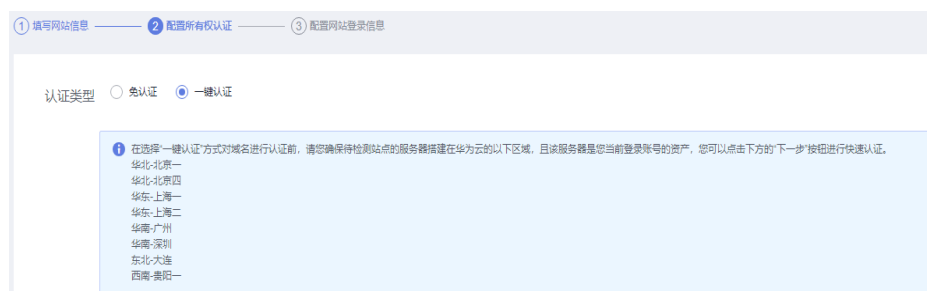 1 填写网站信息 2 配置所有权认证 3 配置网站登录信息
认证类型 免认证 一键认证
在选择“一键认证”方式对域名进行认证前，请您确保待检测站点的服务器搭建在华为云的以下区域，且该服务器是您当前登录账号的资产，您可以点击下方的“下一步”按钮进行快速认证。
华北-北京一
华北-北京四
华东-上海一
华东-上海二
华南-广州
华南-深圳
东北-大连
西南-贵阳一